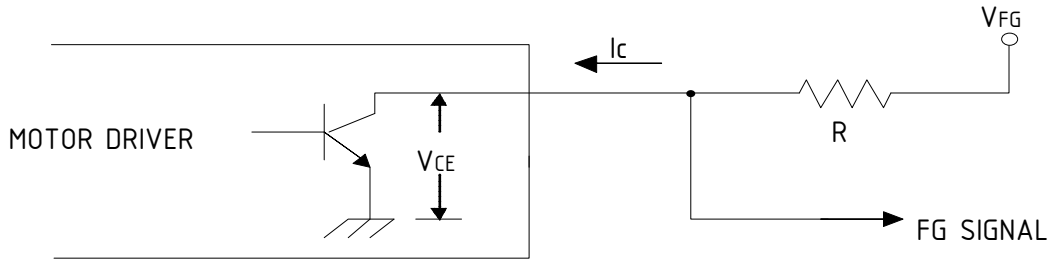 VFG
Ic
MOTOR DRIVER
R
VCE
FG SIGNAL